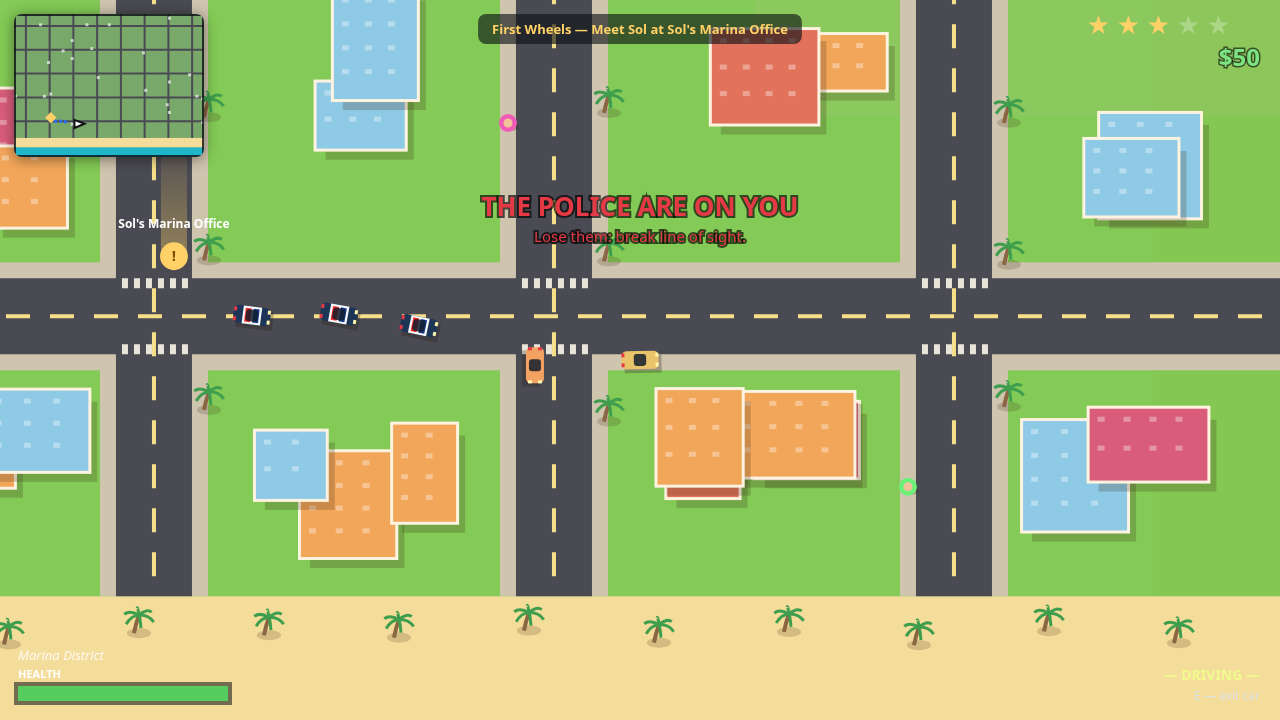 First Wheels — Meet Sol at Sol's Marina Office
$50
THE POLICE ARE ON YOU
Lose them: break line of sight.
Sol's Marina Office
!
Marina District
HEALTH
— DRIVING —